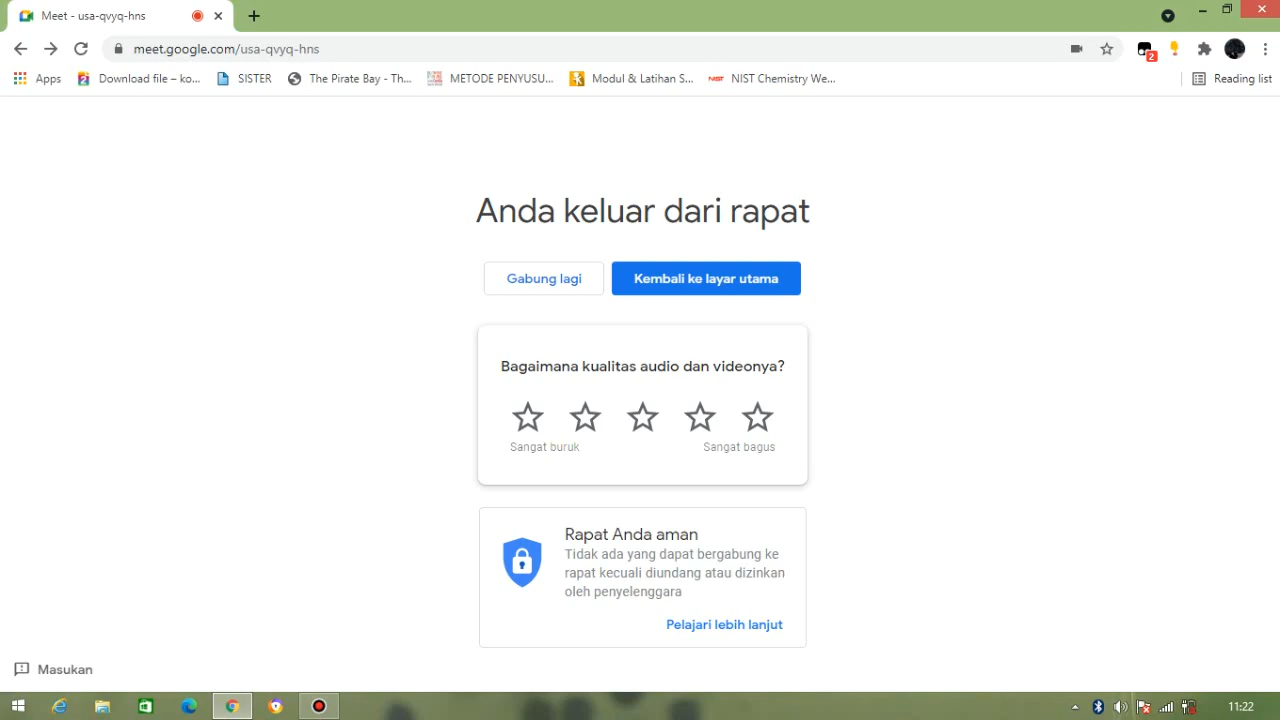 Meet - usa-qvyq-hns
meet.google.com/usa-qvyq-hns
2
Apps
Download file – ko...
SISTER
The Pirate Bay - Th...
METODE PENYUSU...
Modul & Latihan S...
NIST
NIST Chemistry We...
Reading list
Anda keluar dari rapat
Gabung lagi
Kembali ke layar utama
Bagaimana kualitas audio dan videonya?
Sangat buruk
Sangat bagus
Rapat Anda aman
Tidak ada yang dapat bergabung ke
rapat kecuali diundang atau dizinkan
oleh penyelenggara
Pelajari lebih lanjut
Masukan
11:22